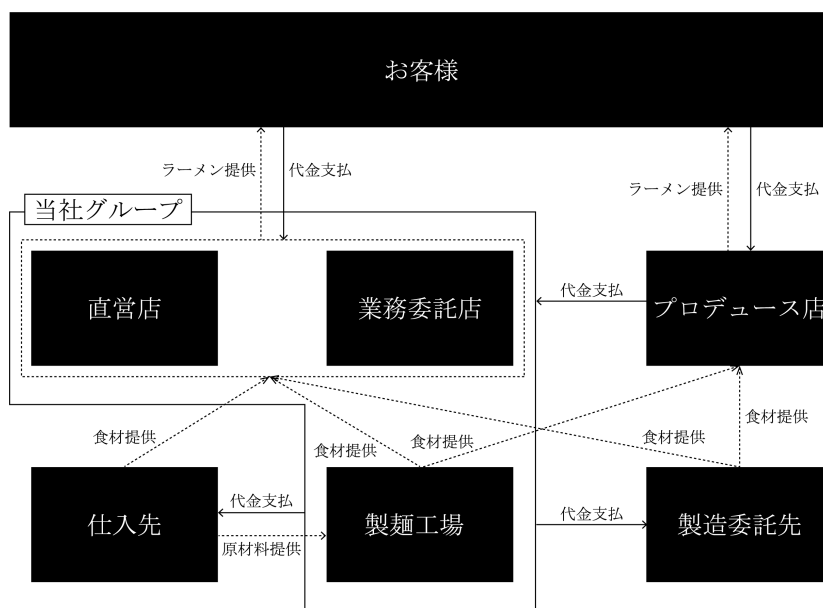 お客様
ラーメン提供
代金支払
ラーメン提供
代金支払
当社グループ
直営店
業務委託店
代金支払
プロデュース店
食材提供
食材提供
食材提供
食材提供
食材提供
仕入先
代金支払
原材料提供
製麺工場
代金支払
製造委託先